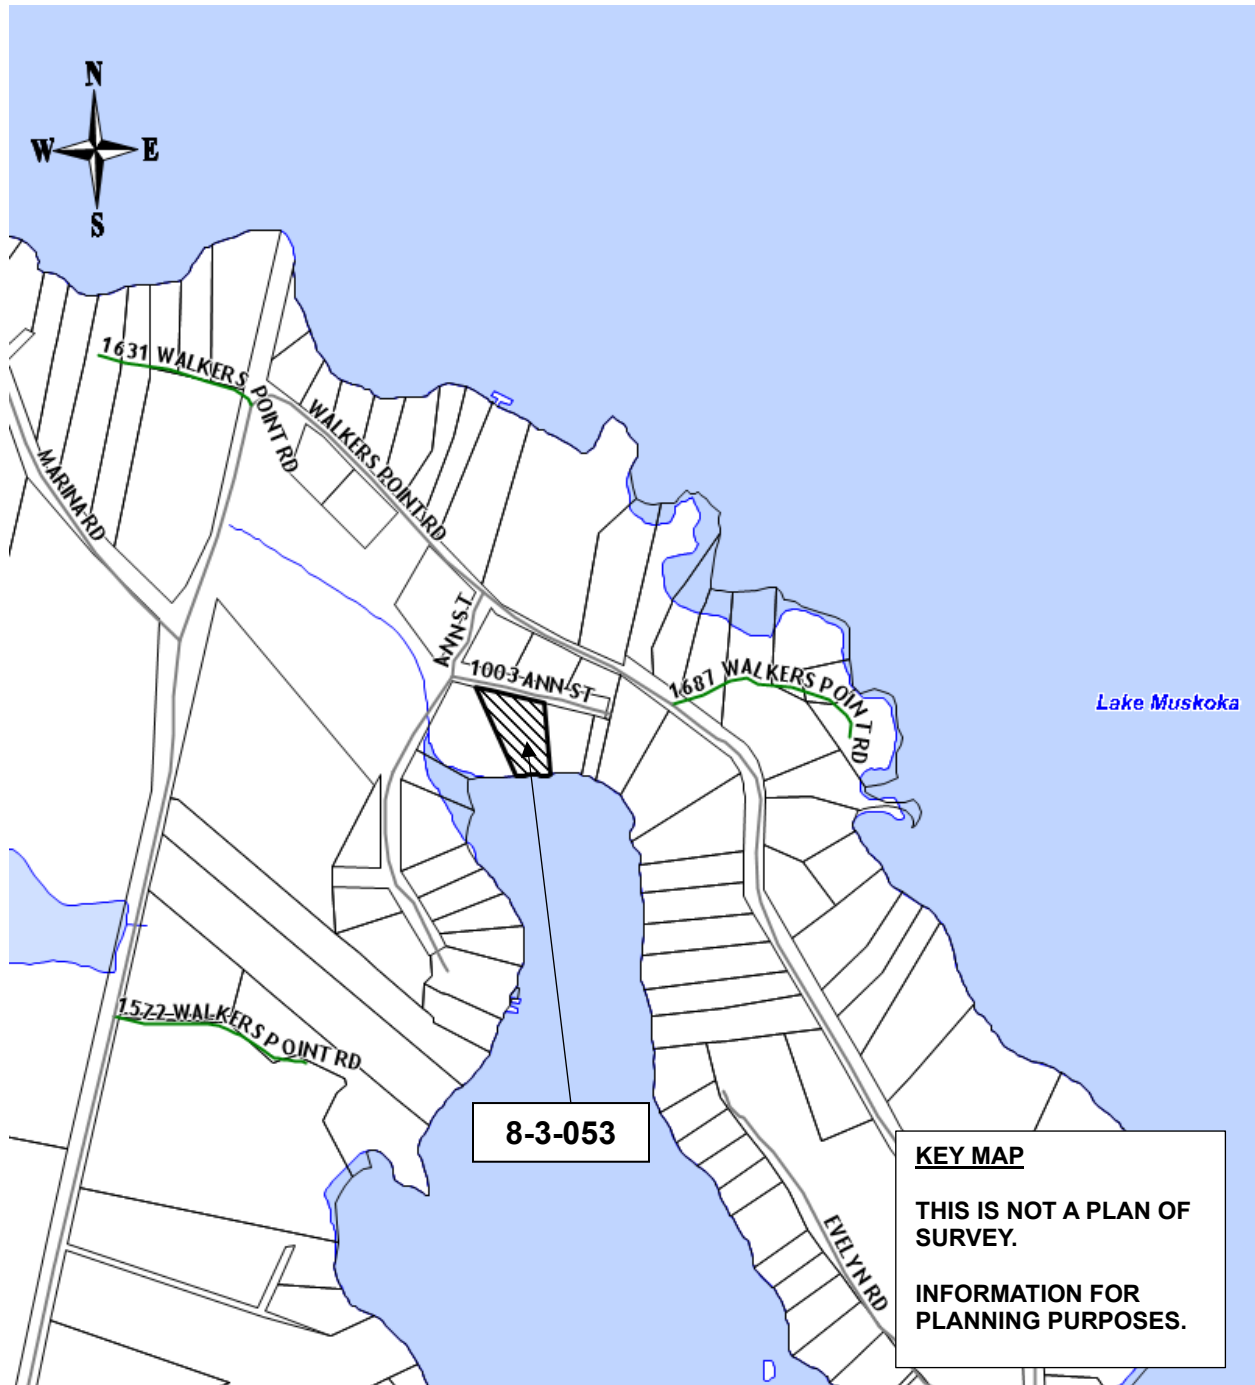 N
W E
S
1631 WALKERS POINT RD
WALKERS POINT RD
MARINA RD
ANN ST
1003 ANN ST
1687 WALKERS POINT RD
Lake Muskoka
1572 WALKERS POINT RD
8-3-053
EVELYN RD
KEY MAP
THIS IS NOT A PLAN OF
SURVEY.
INFORMATION FOR
PLANNING PURPOSES.